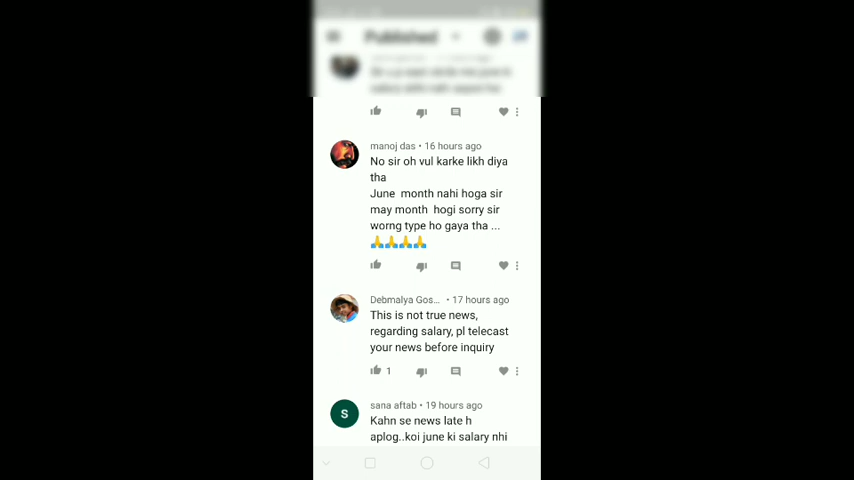 Published
manoj das • 16 hours ago
No sir oh vul karke likh diya
tha
June month nahi hoga sir
may month hogi sorry sir
worng type ho gaya tha ...
🙏🙏🙏🙏
Debmalya Gos... • 17 hours ago
This is not true news,
regarding salary, pl telecast
your news before inquiry
1
S
sana aftab • 19 hours ago
Kahn se news late h
aplog..koi june ki salary nhi